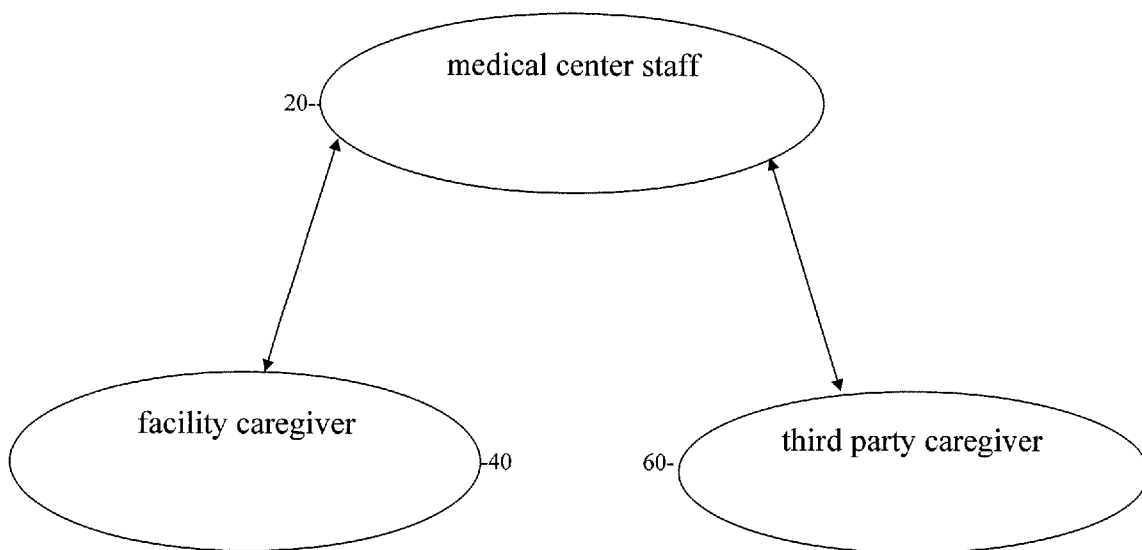 medical center staff
20-
facility caregiver
-40
60-
third party caregiver